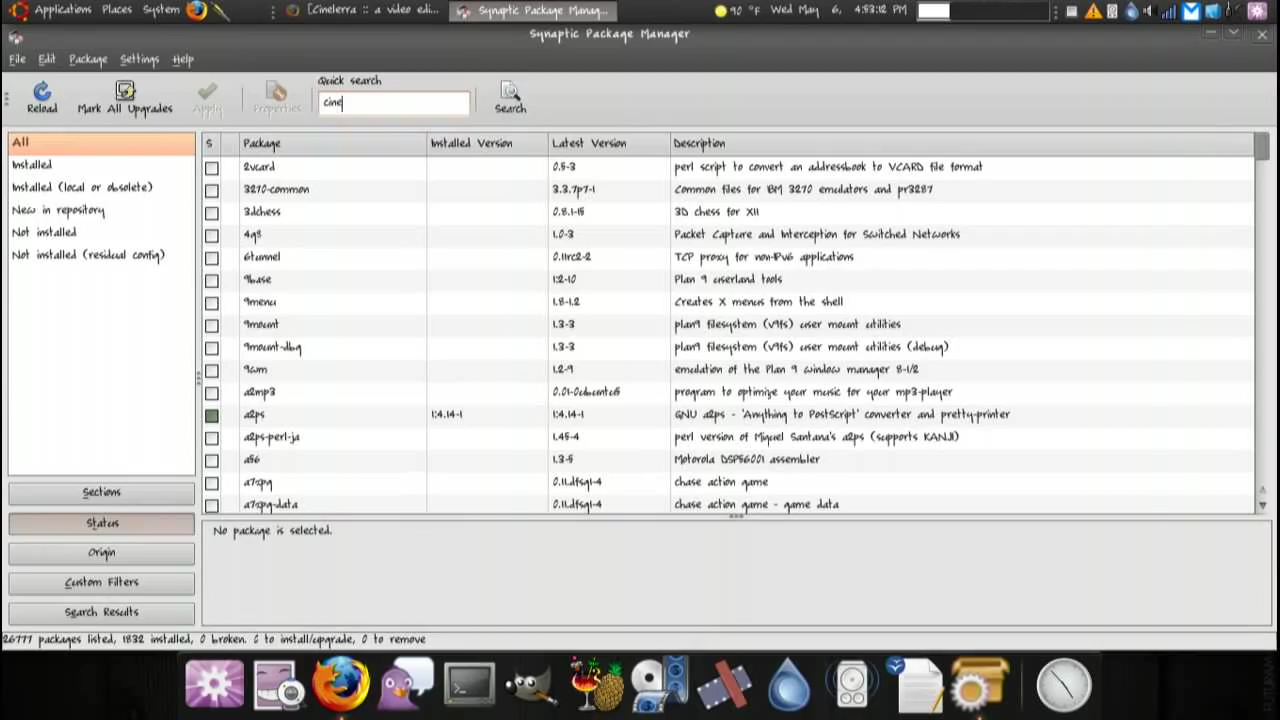 Applications Places System [Cinelerra :: a video edi... Synaptic Package Manag... 90 °F Wed May 6, 4:53:12 PM
Synaptic Package Manager
File Edit Package Settings Help
Quick search
cine
Reload Mark All Upgrades Apply Properties Search
All
Installed
Installed (local or obsolete)
New in repository
Not installed
Not installed (residual config)
S Package Installed Version Latest Version Description
2vcard 0.5-3 perl script to convert an addressbook to VCARD file format
3270-common 3.3.7p7-1 Common files for IBM 3270 emulators and pr3287
3dchess 0.8.1-15 3D chess for X11
4g8 1.0-3 Packet Capture and Interception for Switched Networks
6tunnel 0.11rc2-2 TCP proxy for non-IPv6 applications
9base 1:2-10 Plan 9 userland tools
9menu 1.8-1.2 Creates X menus from the shell
9mount 1.3-3 plan9 filesystem (v9fs) user mount utilities
9mount-dbg 1.3-3 plan9 filesystem (v9fs) user mount utilities (debug)
9wm 1.2-9 emulation of the Plan 9 window manager 8-1/2
a2mp3 program to optimize your music for your mp3-player
a2ps 1:4.14-1 1:4.14-1 GNU a2ps - 'Anything to PostScript' converter and pretty-printer
a2ps-perl-ja 1.45-4 perl version of Miguel Santana's a2ps (supports KANJI)
a56 1.3-5 Motorola DSP56001 assembler
a7xpg 0.11.dfsg1-4 chase action game
a7xpg-data 0.11.dfsg1-4 chase action game - game data
Sections
Status
Origin
Custom Filters
Search Results
No package is selected.
26777 packages listed, 1832 installed, 0 broken. 0 to install/upgrade, 0 to remove